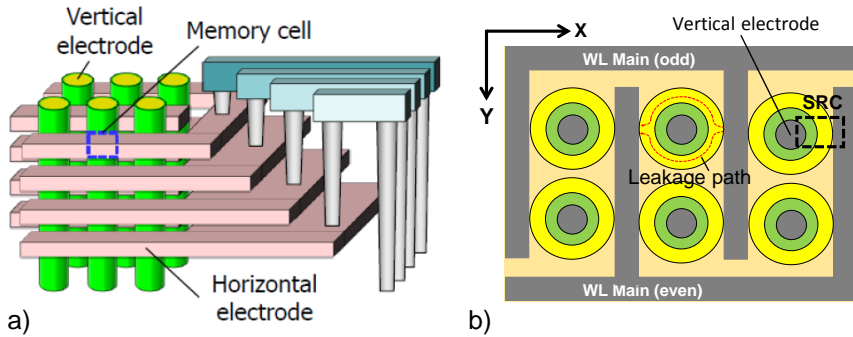 Vertical
electrode
Memory cell
Horizontal
electrode
a)
X
Y
Vertical electrode
WL Main (odd)
SRC
Leakage path
WL Main (even)
b)